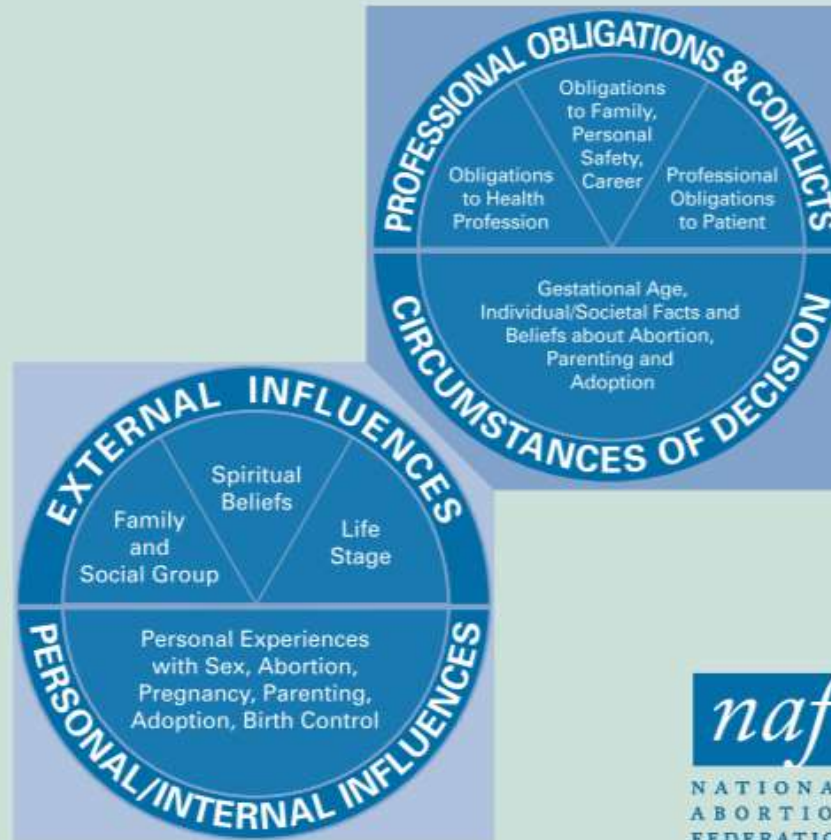 PROFESSIONAL OBLIGATIONS & CONFLICTS
Obligations
to Family,
Personal
Safety,
Career
Obligations
to Health
Profession
Professional
Obligations
to Patient
Gestational Age,
Individual/Societal Facts and
Beliefs about Abortion,
Parenting and
Adoption
CIRCUMSTANCES OF DECISION
EXTERNAL INFLUENCES
Spiritual
Beliefs
Family
and
Social Group
Life
Stage
Personal Experiences
with Sex, Abortion,
Pregnancy, Parenting,
Adoption, Birth Control
PERSONAL/INTERNAL INFLUENCES
naf
NATIONA
ABORTIO
FEDERATIO